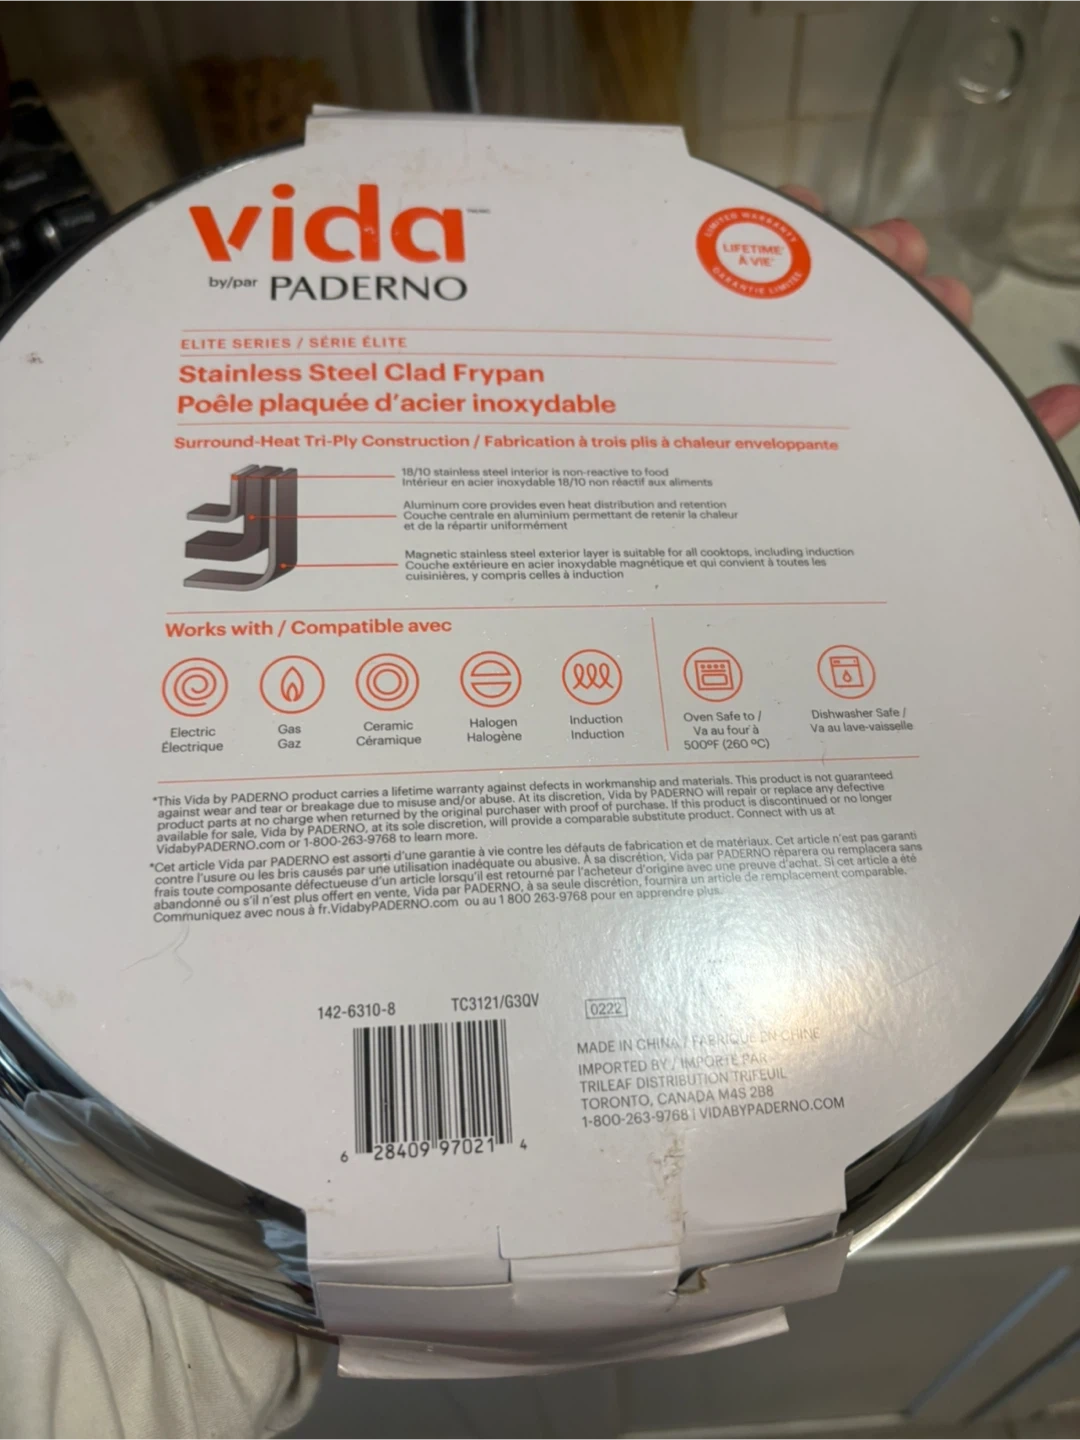 vida
by/par PADERNO
LIMITED WARRANTY
LIFETIME*
À VIE*
GARANTIE LIMITÉE
ELITE SERIES / SÉRIE ÉLITE
Stainless Steel Clad Frypan
Poêle plaquée d'acier inoxydable
Surround-Heat Tri-Ply Construction / Fabrication à trois plis à chaleur enveloppante
18/10 stainless steel interior is non-reactive to food
Intérieur en acier inoxydable 18/10 non réactif aux aliments
Aluminum core provides even heat distribution and retention
Couche centrale en aluminium permettant de retenir la chaleur
et de la répartir uniformément
Magnetic stainless steel exterior layer is suitable for all cooktops, including induction
Couche extérieure en acier inoxydable magnétique et qui convient à toutes les
cuisinières, y compris celles à induction
Works with / Compatible avec
Electric
Électrique
Gas
Gaz
Ceramic
Céramique
Halogen
Halogène
Induction
Induction
Oven Safe to /
Va au four à
500°F (260 °C)
Dishwasher Safe /
Va au lave-vaisselle
*This Vida by PADERNO product carries a lifetime warranty against defects in workmanship and materials. This product is not guaranteed
against wear and tear or breakage due to misuse and/or abuse. At its discretion, Vida by PADERNO will repair or replace any defective
product parts at no charge when returned by the original purchaser with proof of purchase. If this product is discontinued or no longer
available for sale, Vida by PADERNO, at its sole discretion, will provide a comparable substitute product. Connect with us at
VidabyPADERNO.com or 1-800-263-9768 to learn more.
*Cet article Vida par PADERNO est assorti d'une garantie à vie contre les défauts de fabrication et de matériaux. Cet article n'est pas garanti
contre l'usure ou les bris causés par une utilisation inadéquate ou abusive. À sa discrétion, Vida par PADERNO réparera ou remplacera sans
frais toute composante défectueuse d'un article lorsqu'il est retourné par l'acheteur d'origine avec une preuve d'achat. Si cet article a été
abandonné ou s'il n'est plus offert en vente, Vida par PADERNO, à sa seule discrétion, fournira un article de remplacement comparable.
Communiquez avec nous à fr.VidabyPADERNO.com ou au 1 800 263-9768 pour en apprendre plus.
142-6310-8
TC3121/G3QV
0222
6 28409 97021 4
MADE IN CHINA / FABRIQUÉ EN CHINE
IMPORTED BY / IMPORTÉ PAR
TRILEAF DISTRIBUTION TRIFEUIL
TORONTO, CANADA M4S 2B8
1-800-263-9768 | VIDABYPADERNO.COM